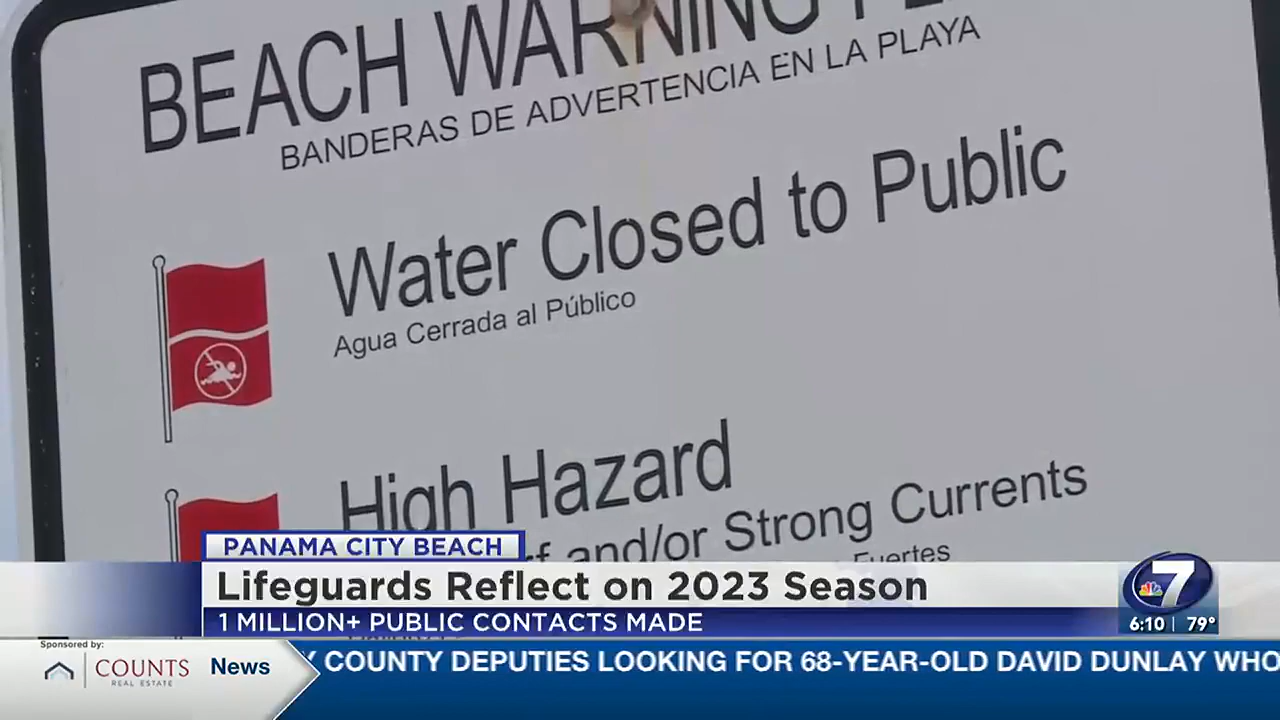 BEACH WARNING
BANDERAS DE ADVERTENCIA EN LA PLAYA
Water Closed to Public
Agua Cerrada al Público
High Hazard
and/or Strong Currents
Fuertes
PANAMA CITY BEACH
Lifeguards Reflect on 2023 Season
1 MILLION+ PUBLIC CONTACTS MADE
7
6:10 79°
Sponsored by:
COUNTS
REAL ESTATE
News
Y COUNTY DEPUTIES LOOKING FOR 68-YEAR-OLD DAVID DUNLAY WHO